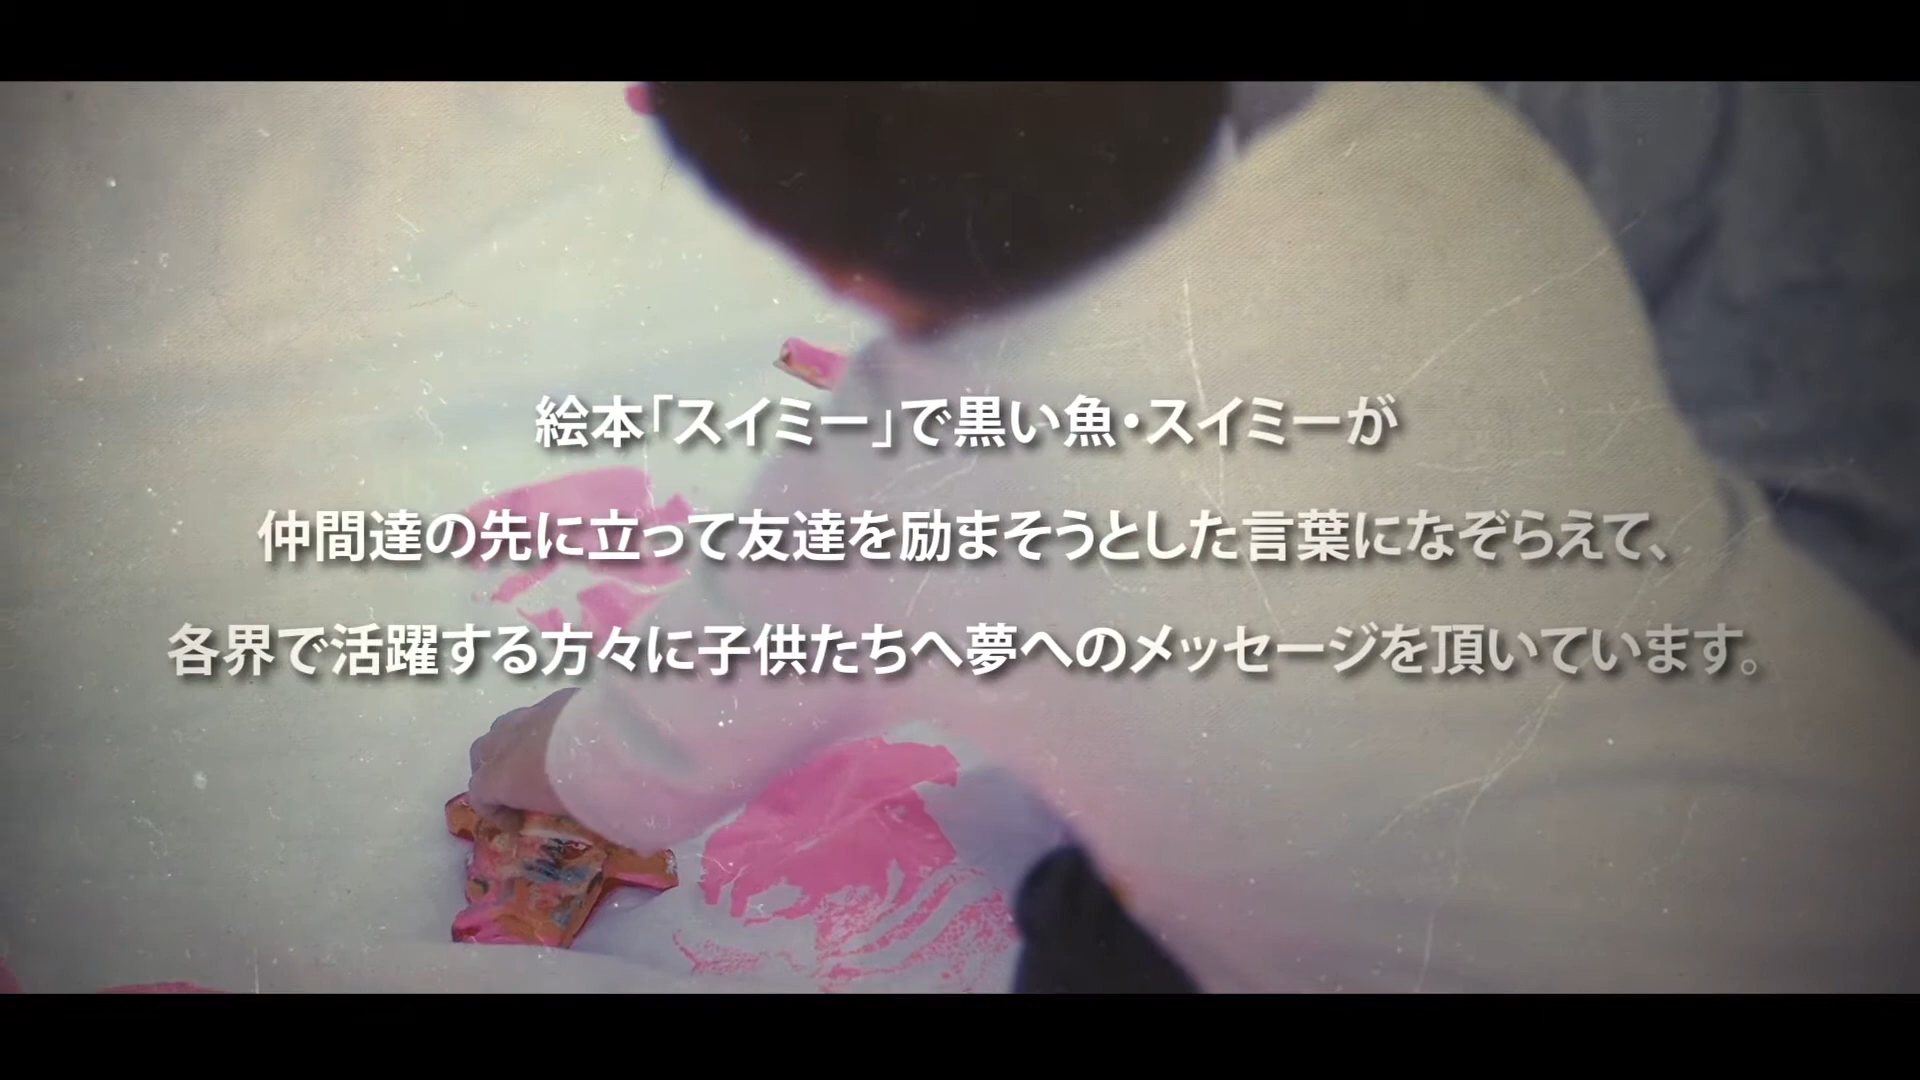 絵本「スイミー」で黒い魚・スイミーが
仲間達の先に立って友達を励まそうとした言葉になぞらえて、
各界で活躍する方々に子供たちへ夢へのメッセージを頂いています。